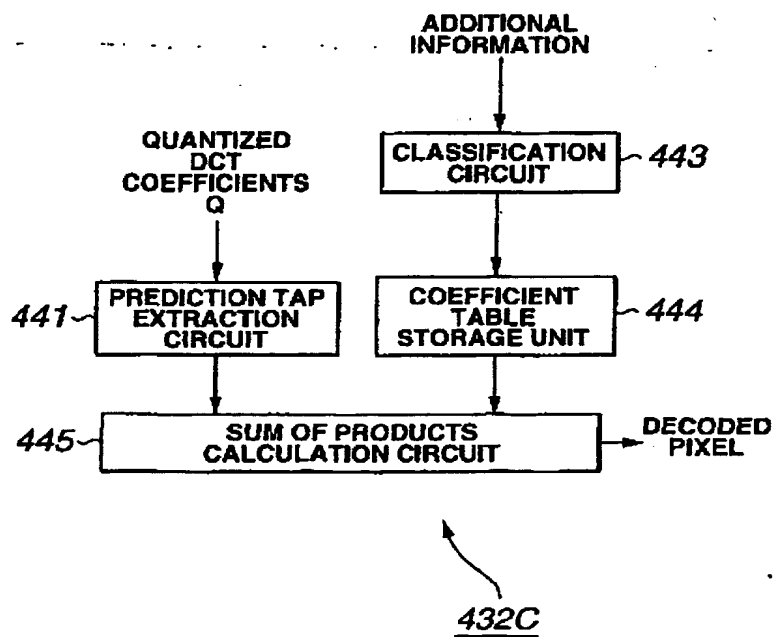 ADDITIONAL
INFORMATION
QUANTIZED
DCT
COEFFICIENTS
Q
CLASSIFICATION
CIRCUIT
443
441
PREDICTION TAP
EXTRACTION
CIRCUIT
COEFFICIENT
TABLE
STORAGE UNIT
444
445
SUM OF PRODUCTS
CALCULATION CIRCUIT
DECODED
PIXEL
432C